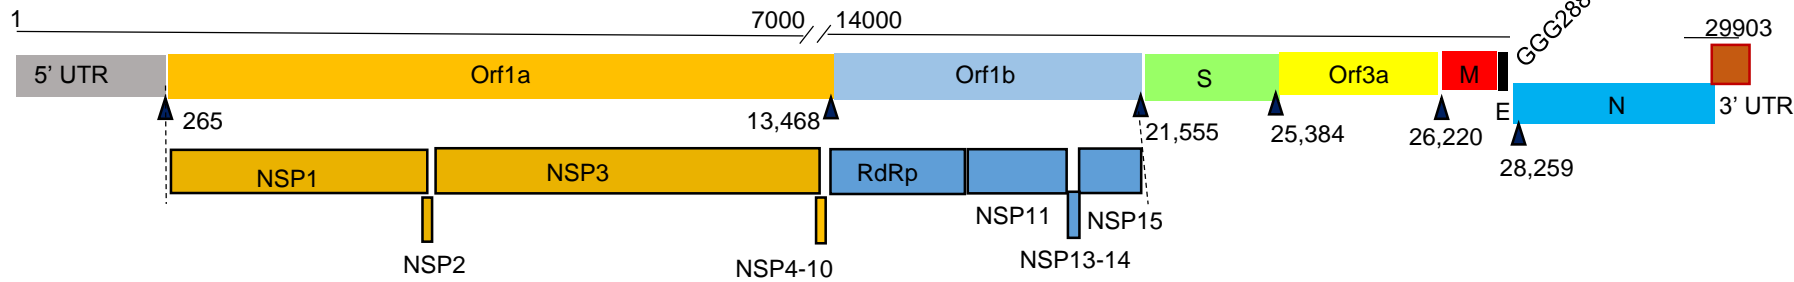 1
7000
14000
GGG288
29903
5’ UTR
Orf1a
Orf1b
S
Orf3a
M
E
N
3’ UTR
265
13,468
21,555
25,384
26,220
28,259
NSP1
NSP3
RdRp
NSP11
NSP15
NSP2
NSP4-10
NSP13-14